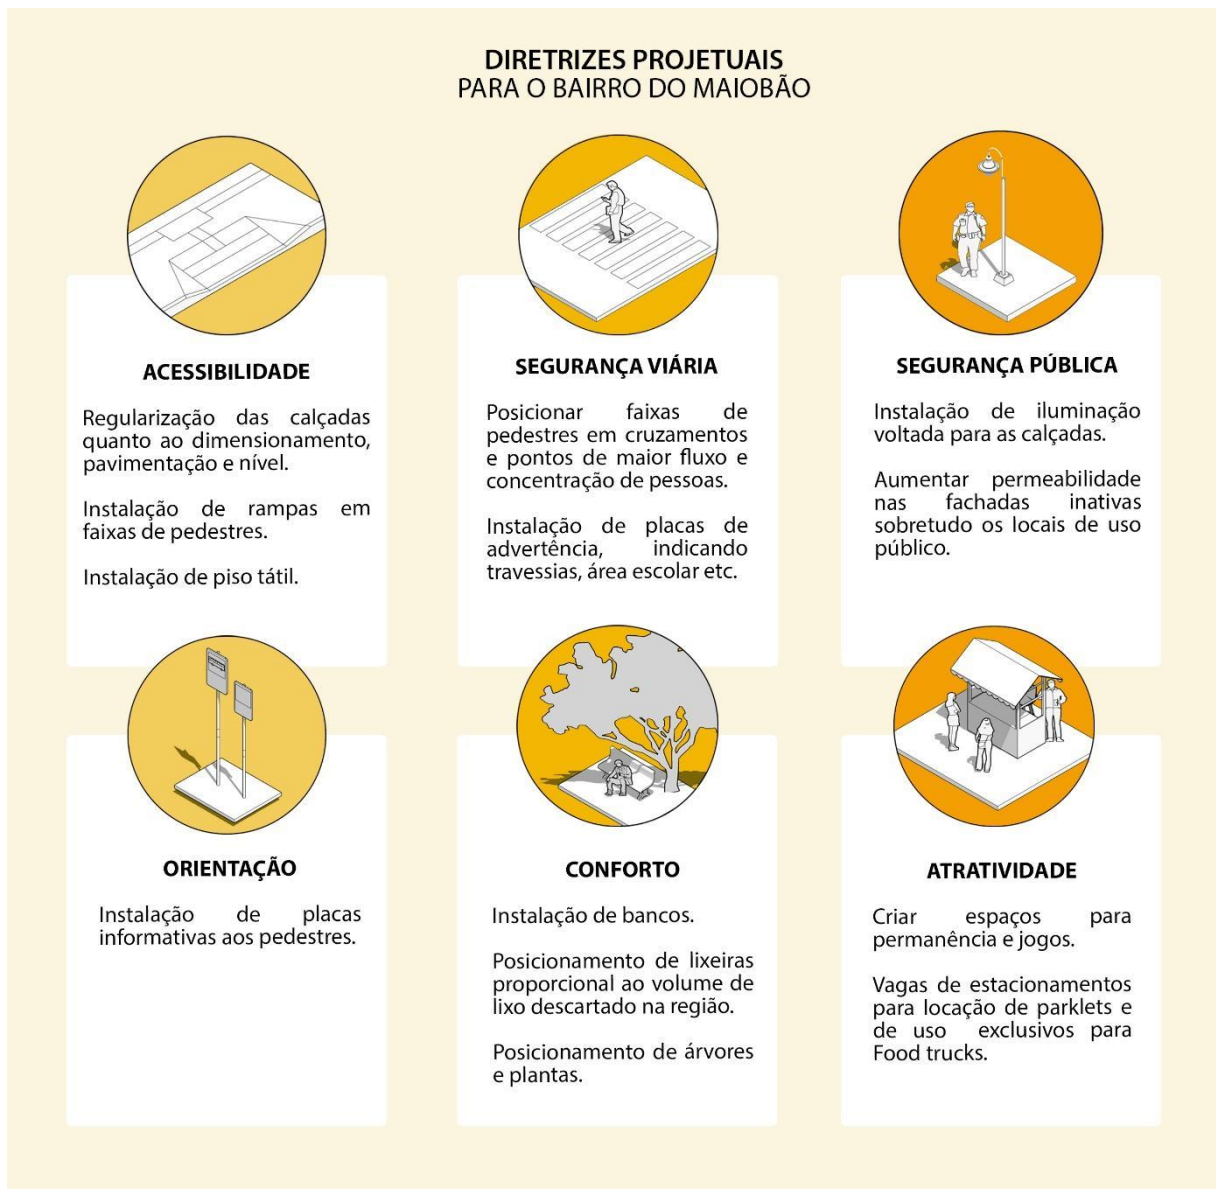 DIRETRIZES PROJETUAIS
PARA O BAIRRO DO MAIOBÃO
ACESSIBILIDADE
Regularização das calçadas
quanto ao dimensionamento,
pavimentação e nível.
Instalação de rampas em
faixas de pedestres.
Instalação de piso tátil.
SEGURANÇA VIÁRIA
Posicionar faixas de
pedestres em cruzamentos
e pontos de maior fluxo e
concentração de pessoas.
Instalação de placas de
advertência, indicando
travessias, área escolar etc.
SEGURANÇA PÚBLICA
Instalação de iluminação
voltada para as calçadas.
Aumentar permeabilidade
nas fachadas inativas
sobretudo os locais de uso
público.
ORIENTAÇÃO
Instalação de placas
informativas aos pedestres.
CONFORTO
Instalação de bancos.
Posicionamento de lixeiras
proporcional ao volume de
lixo descartado na região.
Posicionamento de árvores
e plantas.
ATRATIVIDADE
Criar espaços para
permanência e jogos.
Vagas de estacionamentos
para locação de parklets e
de uso exclusivos para
Food trucks.